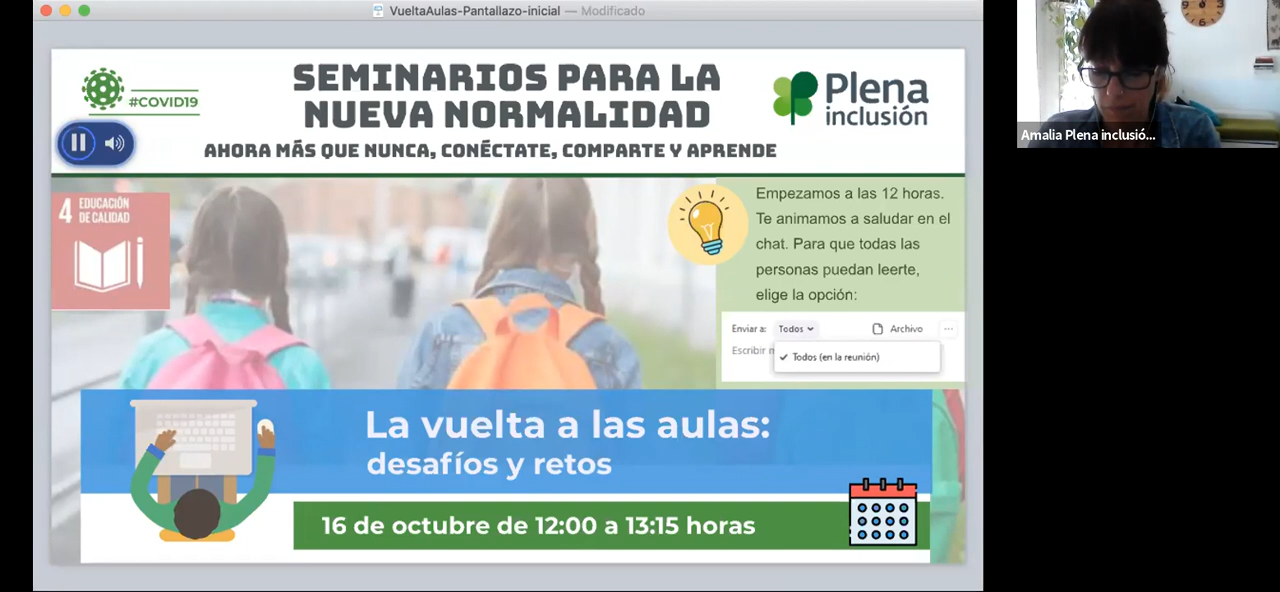 VueltaAulas-Pantallazo-inicial — Modificado
#COVID19
SEMINARIOS PARA LA
NUEVA NORMALIDAD
AHORA MÁS QUE NUNCA, CONÉCTATE, COMPARTE Y APRENDE
Plena
inclusión
Amalia Plena inclusió...
4 EDUCACIÓN
DE CALIDAD
Empezamos a las 12 horas.
Te animamos a saludar en el
chat. Para que todas las
personas puedan leerte,
elige la opción:
Enviar a: Todos Archivo ...
Escribir
Todos (en la reunión)
La vuelta a las aulas:
desafíos y retos
16 de octubre de 12:00 a 13:15 horas